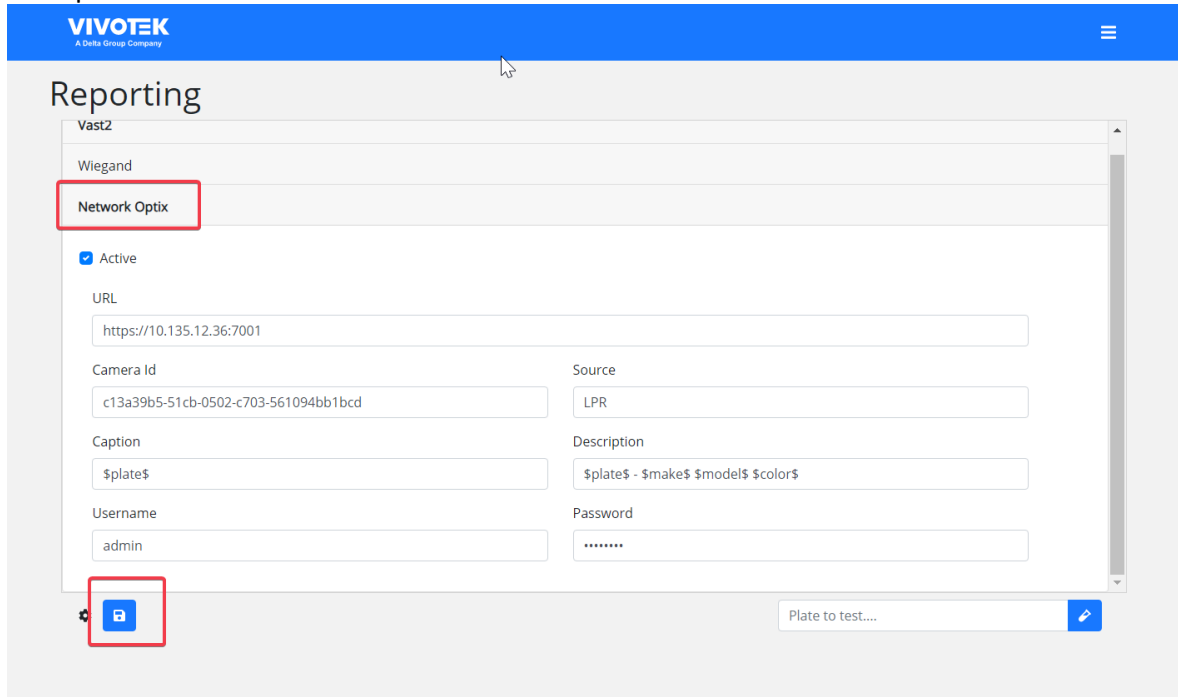 VIVOTEK
A Delta Group Company
Reporting
Vast2
Wiegand
Network Optix
Active
URL
https://10.135.12.36:7001
Camera Id
Source
c13a39b5-51cb-0502-c703-561094bb1bcd
LPR
Caption
Description
$plate$
$plate$ - $make$ $model$ $color$
Username
Password
admin
••••••••
Plate to test....